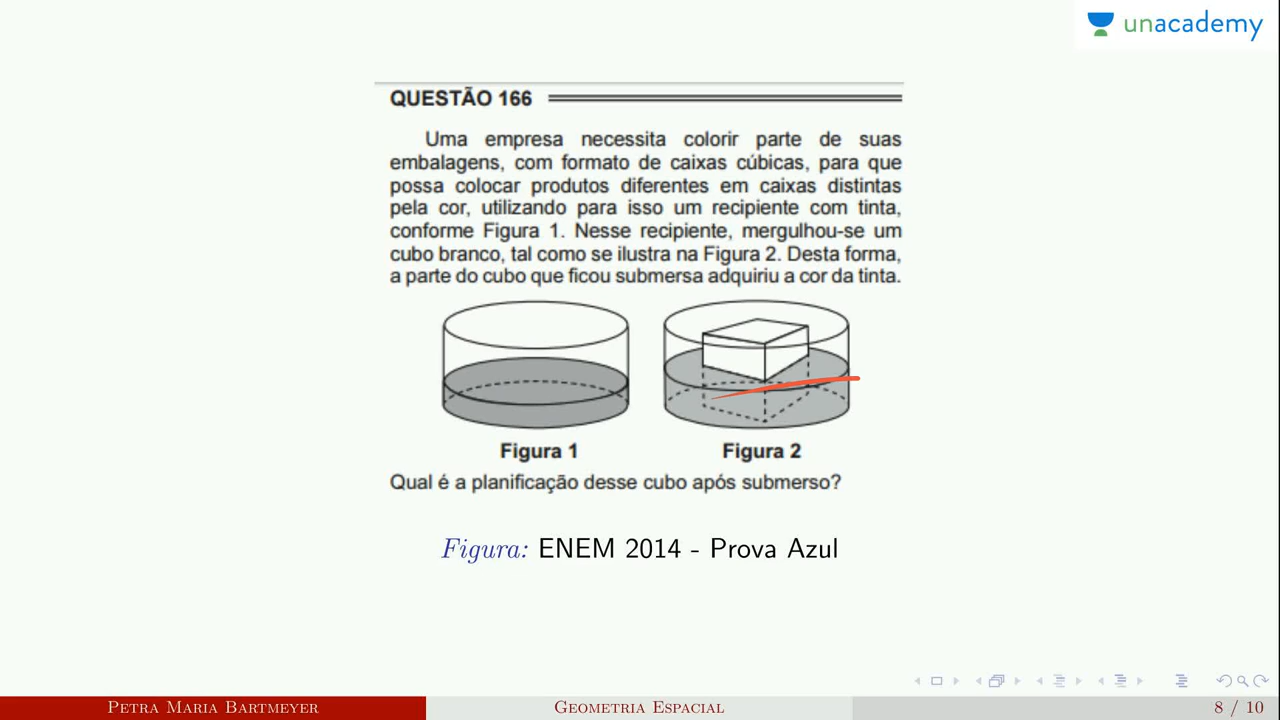 unacademy
QUESTÃO 166
Uma empresa necessita colorir parte de suas
embalagens, com formato de caixas cúbicas, para que
possa colocar produtos diferentes em caixas distintas
pela cor, utilizando para isso um recipiente com tinta,
conforme Figura 1. Nesse recipiente, mergulhou-se um
cubo branco, tal como se ilustra na Figura 2. Desta forma,
a parte do cubo que ficou submersa adquiriu a cor da tinta.
Figura 1
Figura 2
Qual é a planificação desse cubo após submerso?
Figura: ENEM 2014 - Prova Azul
Petra Maria Bartmeyer
Geometria Espacial
8 / 10